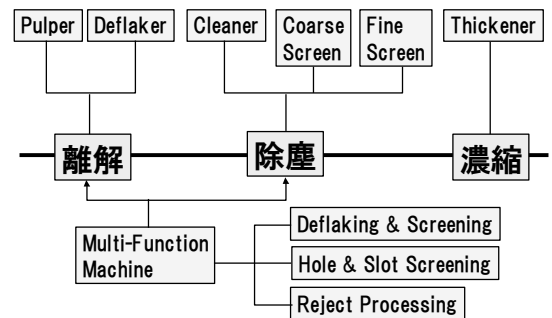 Pulper
Deflaker
Cleaner
Coarse
Screen
Fine
Screen
Thickener
離解
除塵
濃縮
Multi-Function
Machine
Deflaking & Screening
Hole & Slot Screening
Reject Processing